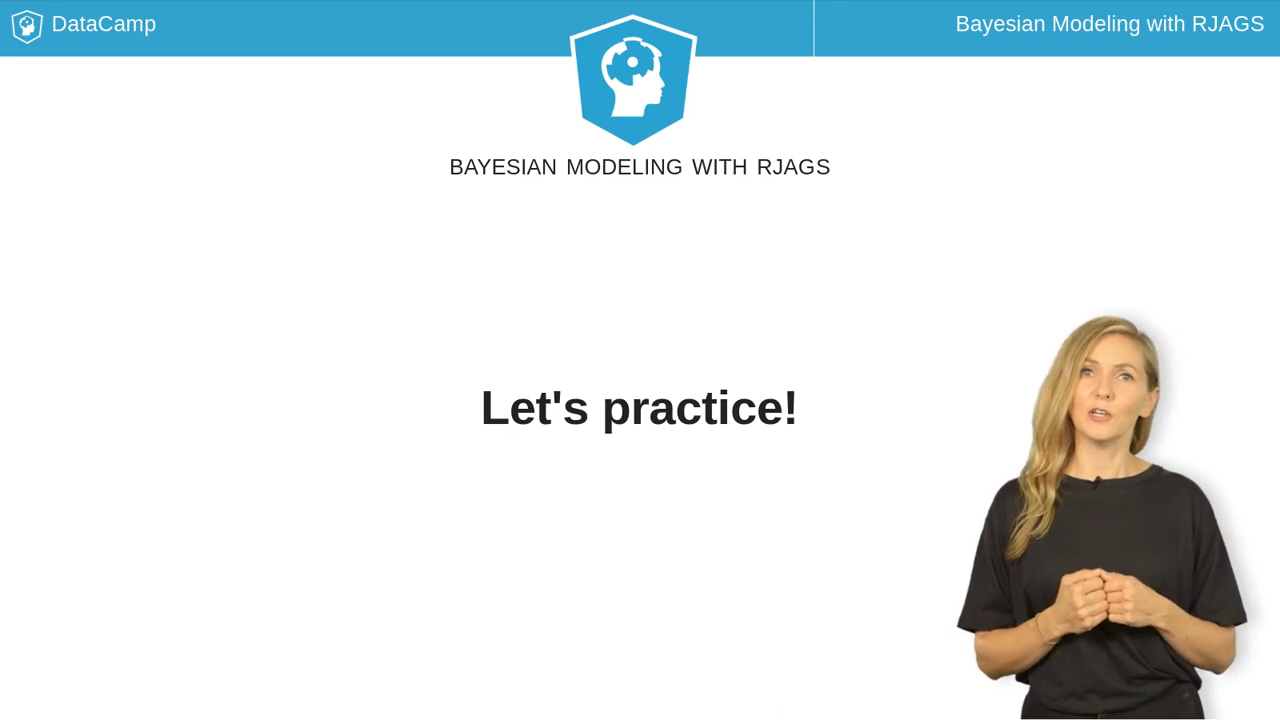 DataCamp
Bayesian Modeling with RJAGS
BAYESIAN MODELING WITH RJAGS
Let's practice!